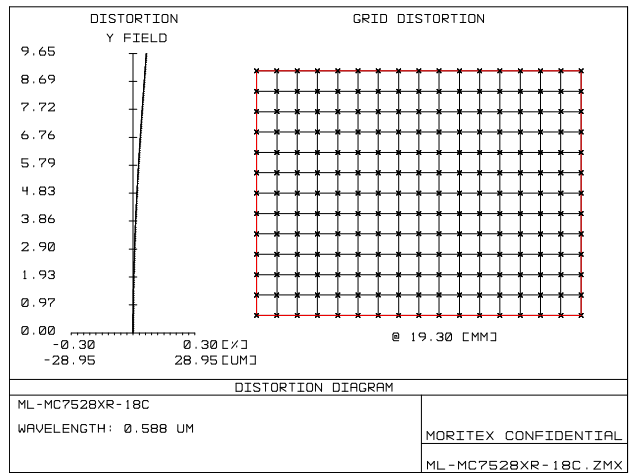 DISTORTION
Y FIELD
9.65
8.69
7.72
6.76
5.79
4.83
3.86
2.90
1.93
0.97
0.00
-0.30 0.30[%]
-28.95 28.95[UM]
GRID DISTORTION
@ 19.30 [MM]
DISTORTION DIAGRAM
ML-MC7528XR-18C
WAVELENGTH: 0.588 UM
MORITEX CONFIDENTIAL
ML-MC7528XR-18C.ZMX